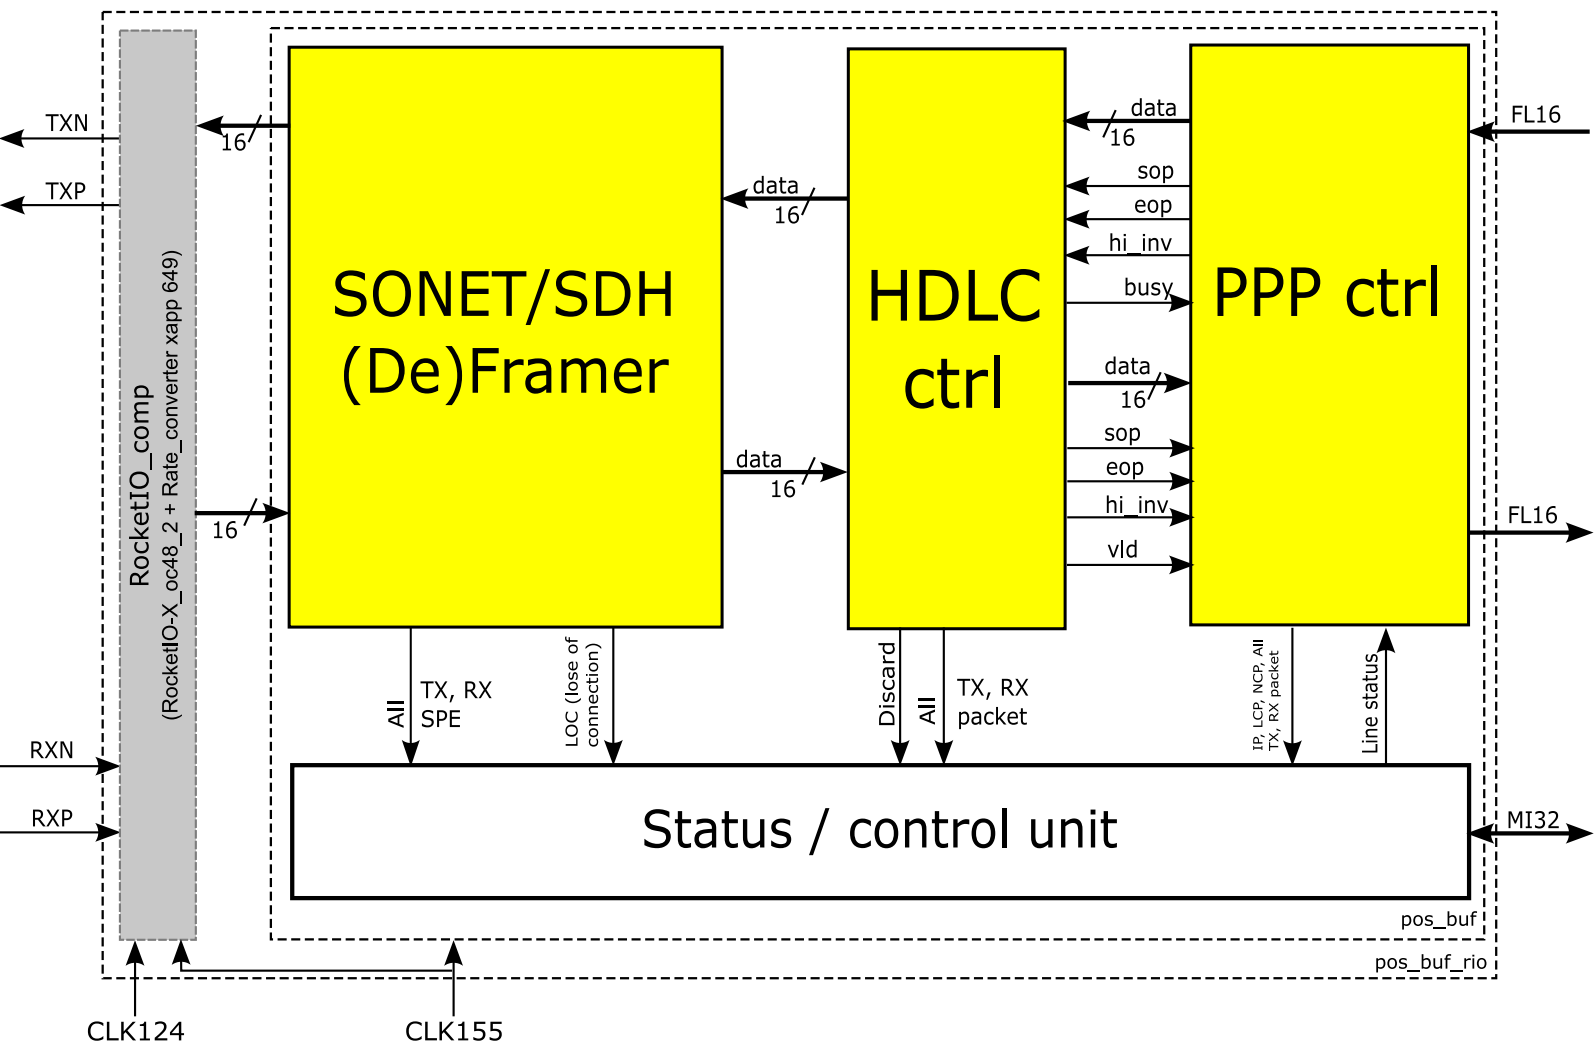 TXN
TXP
16
16
RocketIO_comp
(RocketIO-X_oc48_2 + Rate_converter xapp 649)
RXN
RXP
SONET/SDH
(De)Framer
data
16
data
16
HDLC
ctrl
data
16
sop
eop
hi_inv
busy
data
16
sop
eop
hi_inv
vld
PPP ctrl
FL16
FL16
All
TX, RX
SPE
LOC (lose of
connection)
Discard
All
TX, RX
packet
IP, LCP, NCP, All
TX, RX packet
Line status
Status / control unit
MI32
pos_buf
pos_buf_rio
CLK124
CLK155